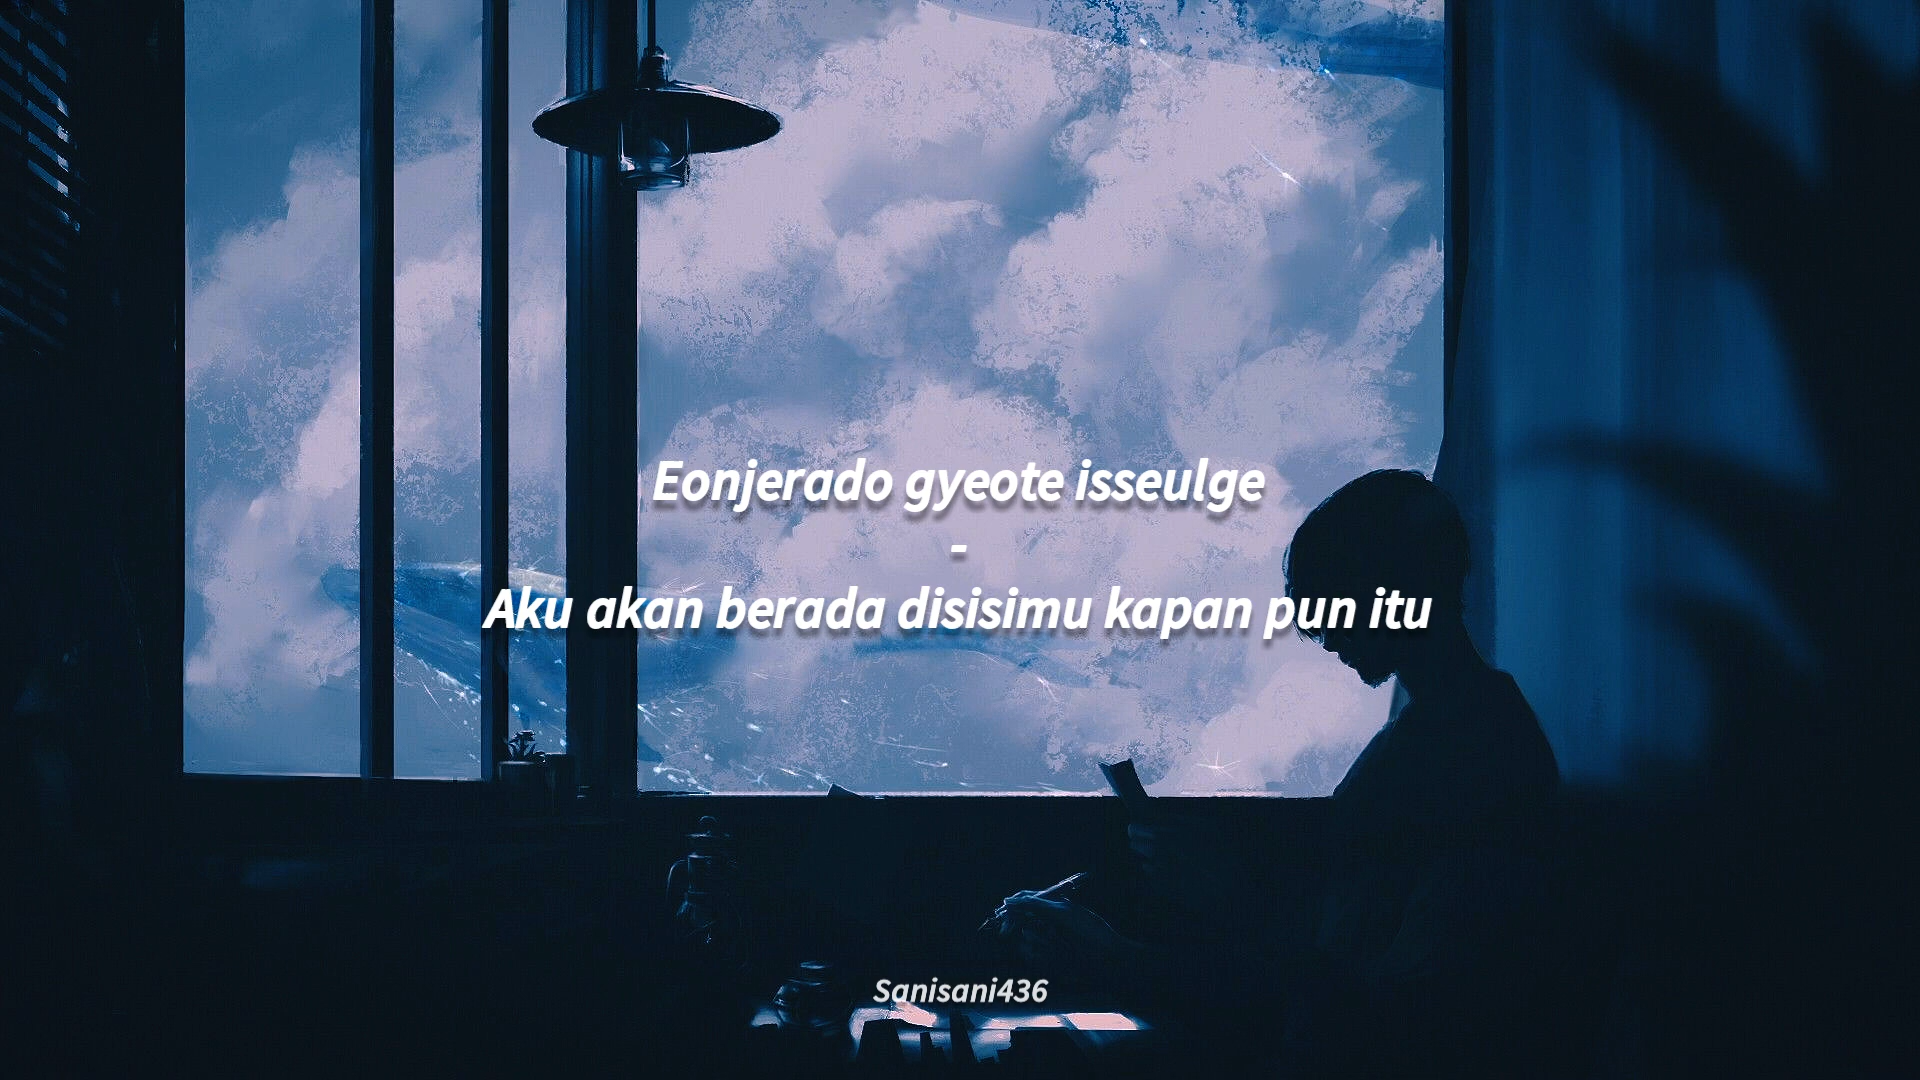 Eonjerado gyeote isseulge
-
Aku akan berada disisimu kapan pun itu
Sanisani436